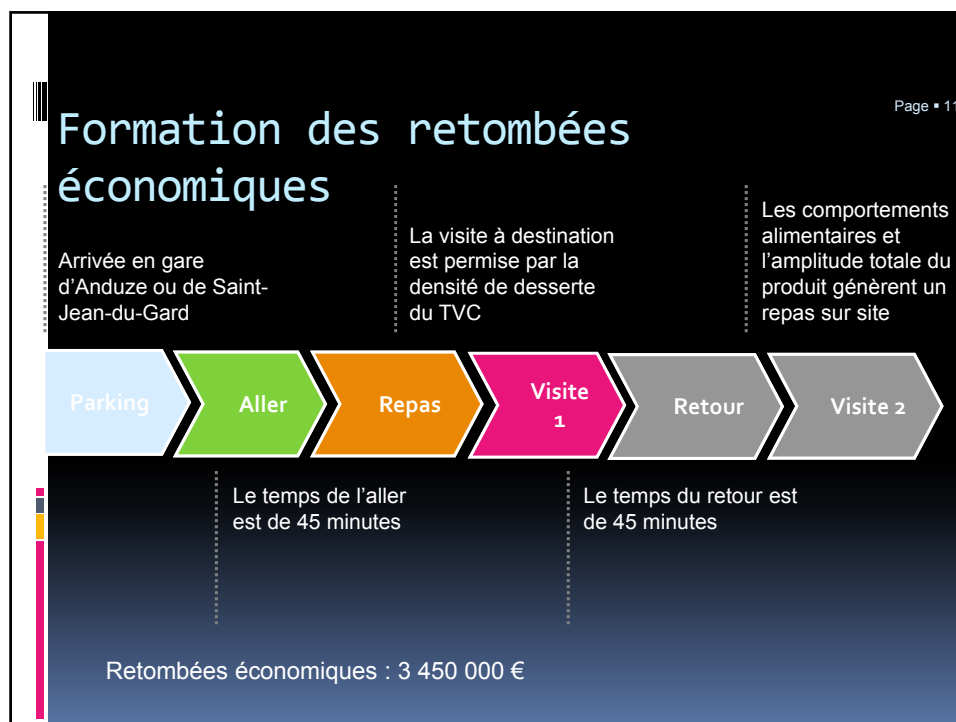 Page ▪ 11
Formation des retombées
économiques
Arrivée en gare
d’Anduze ou de Saint-
Jean-du-Gard
La visite à destination
est permise par la
densité de desserte
du TVC
Les comportements
alimentaires et
l’amplitude totale du
produit génèrent un
repas sur site
Parking
Aller
Repas
Visite
1
Retour
Visite 2
Le temps de l’aller
est de 45 minutes
Le temps du retour est
de 45 minutes
Retombées économiques : 3 450 000 €